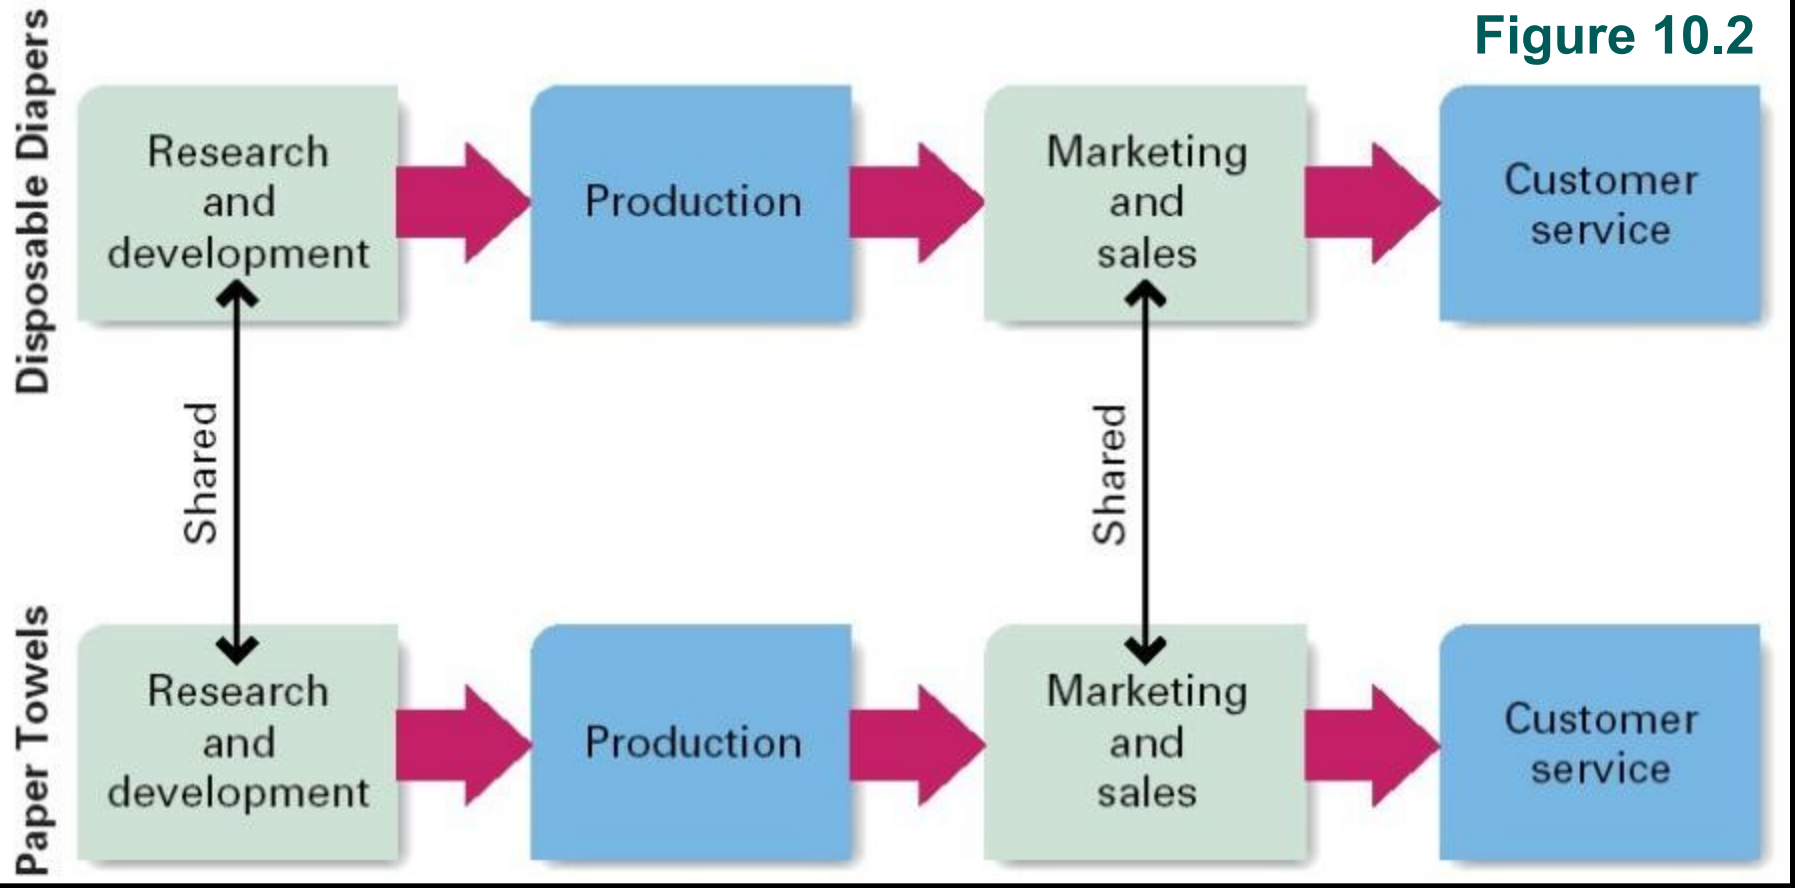 Figure 10.2
Disposable Diapers
Research
and
development
Production
Marketing
and
sales
Customer
service
Shared
Shared
Paper Towels
Research
and
development
Production
Marketing
and
sales
Customer
service